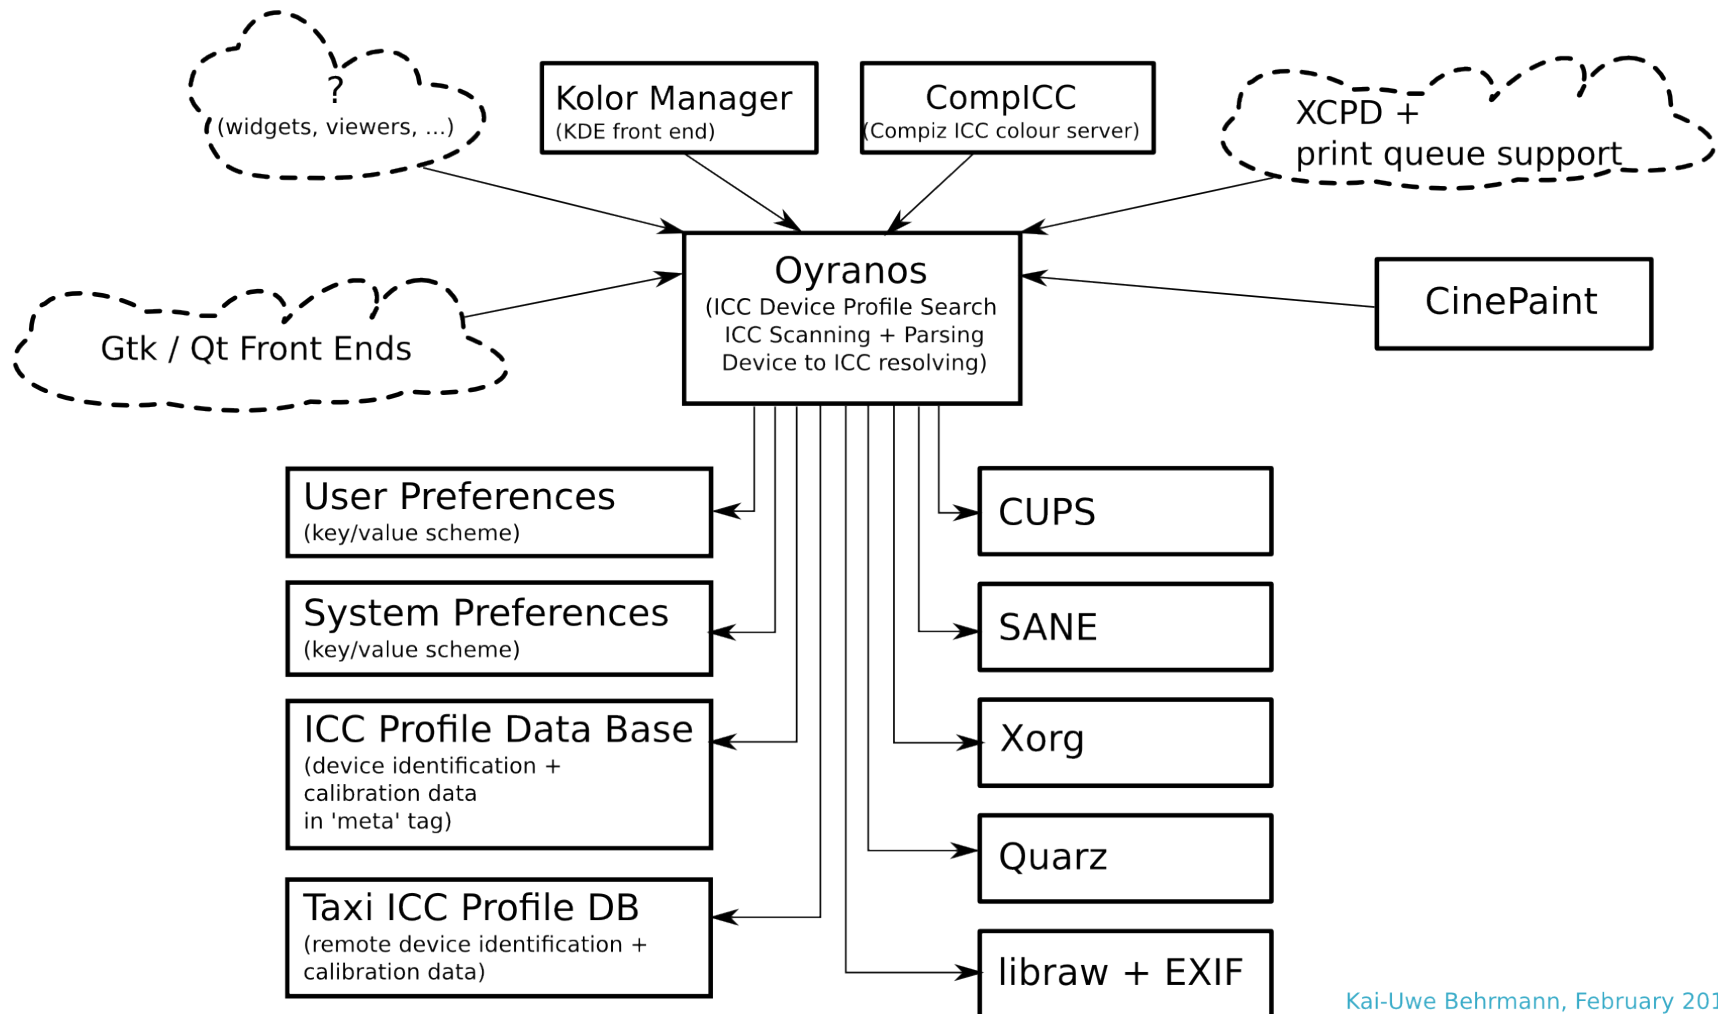 ?
(widgets, viewers, ...)
Kolor Manager
(KDE front end)
CompICC
(Compiz ICC colour server)
XCPD +
print queue support
Gtk / Qt Front Ends
Oyranos
(ICC Device Profile Search
ICC Scanning + Parsing
Device to ICC resolving)
CinePaint
User Preferences
(key/value scheme)
System Preferences
(key/value scheme)
ICC Profile Data Base
(device identification +
calibration data
in 'meta' tag)
Taxi ICC Profile DB
(remote device identification +
calibration data)
CUPS
SANE
Xorg
Quarz
libraw + EXIF
Kai-Uwe Behrmann, February